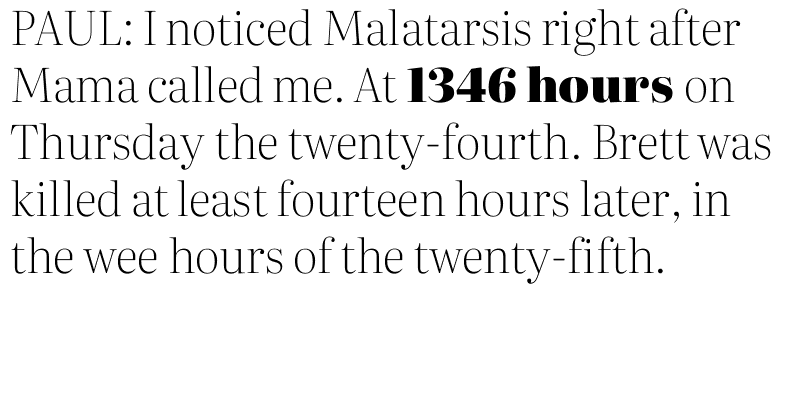 PAUL: I noticed Malatarsis right after
Mama called me. At 1346 hours on
Thursday the twenty-fourth. Brett was
killed at least fourteen hours later, in
the wee hours of the twenty-fifth.